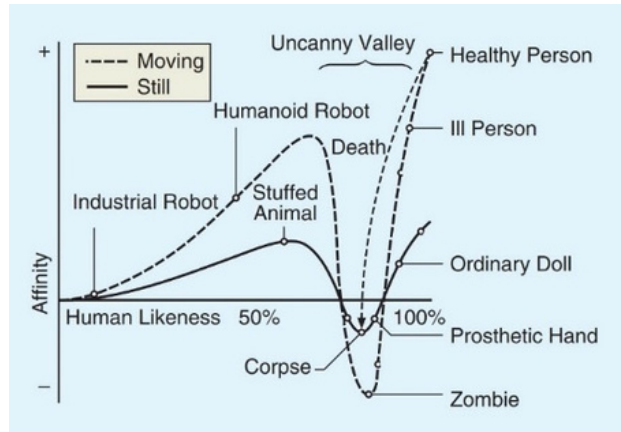 +
Uncanny Valley
Healthy Person
Moving
Still
Humanoid Robot
Death
Ill Person
Industrial Robot
Stuffed
Animal
Affinity
Human Likeness 50% 100%
Ordinary Doll
Prosthetic Hand
Corpse
–
Zombie